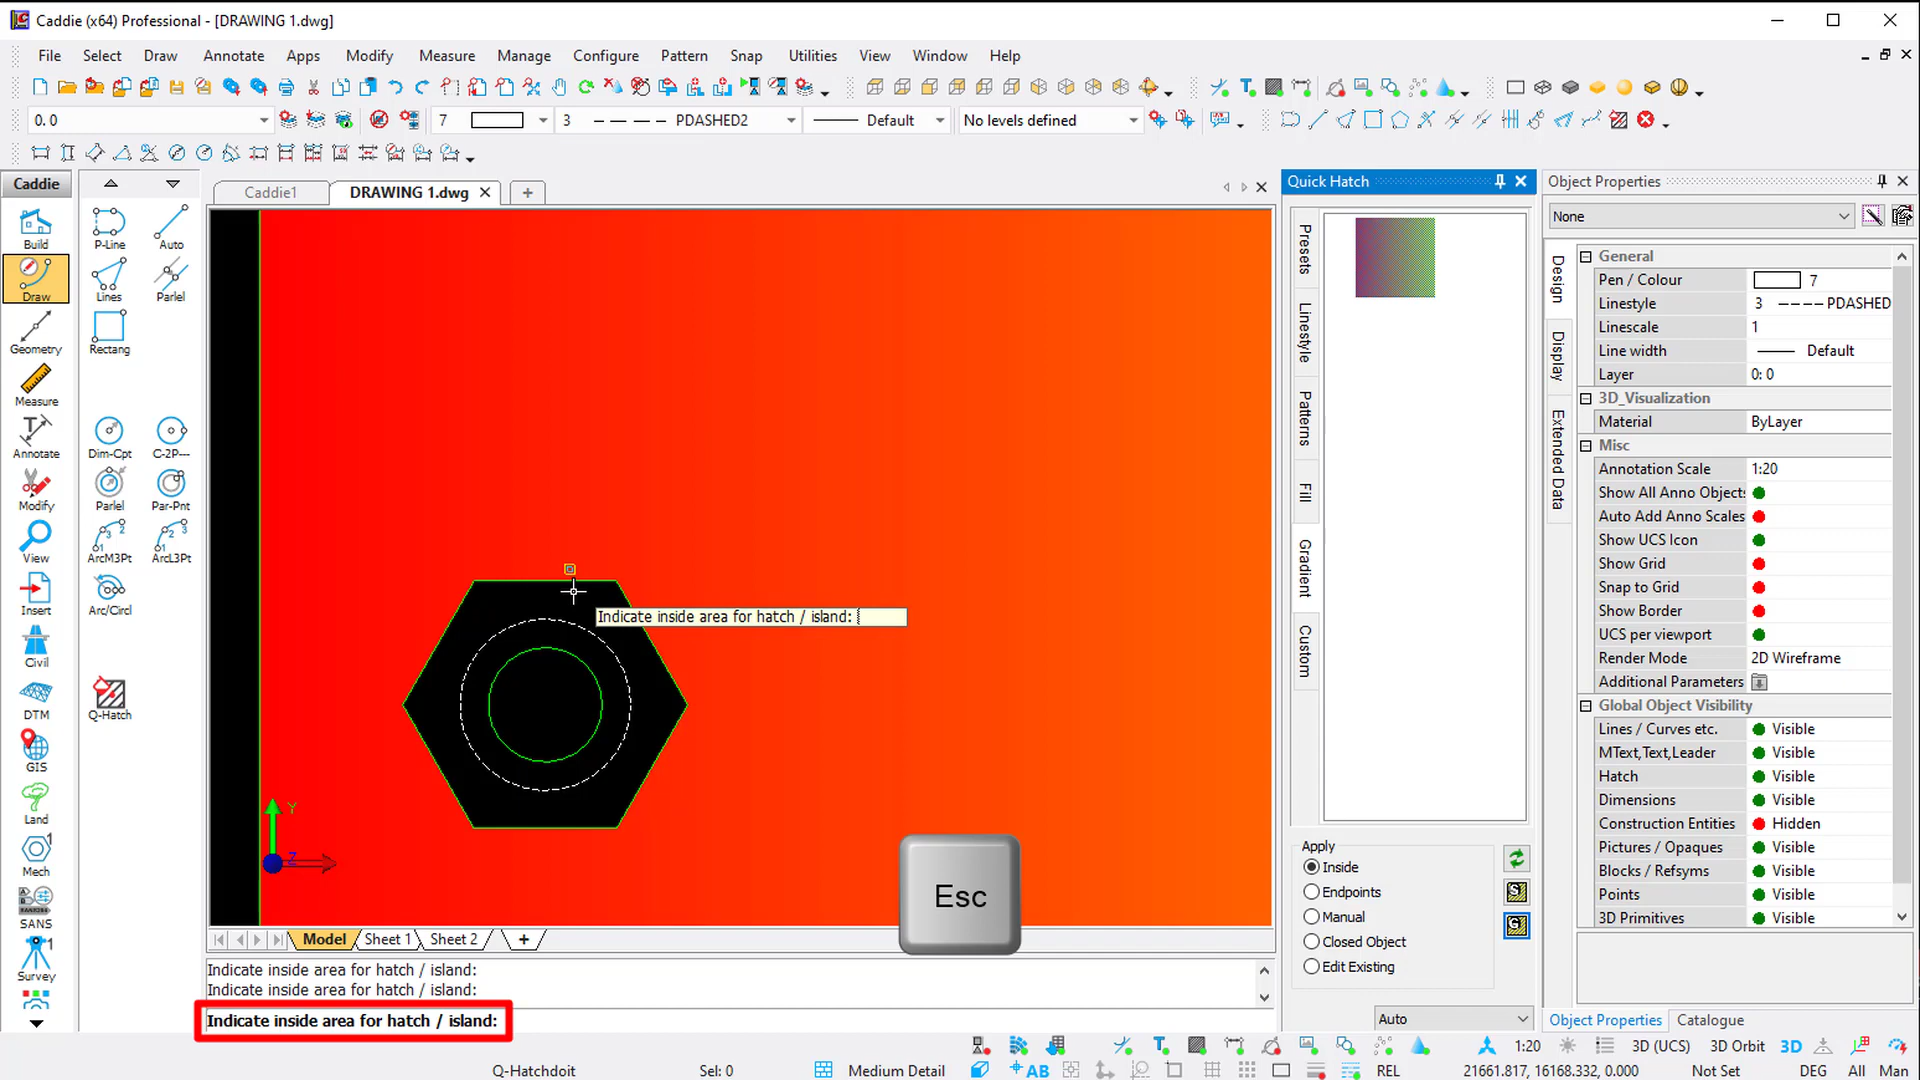 Caddie (x64) Professional - [DRAWING 1.dwg]
File Select Draw Annotate Apps Modify Measure Manage Configure Pattern Snap Utilities View Window Help
0. 0 7 3 PDASHED2 Default No levels defined
Caddie
Caddie1 DRAWING 1.dwg
Build
Draw
Geometry
Measure
Annotate
Modify
View
Insert
Civil
DTM
GIS
Land
Mech
SANS
Survey
P-Line Auto
Lines Parlel
Rectang
Dim-Cpt C-2P---
Parlel Par-Pnt
ArcM3Pt ArcL3Pt
Arc/Circl
Q-Hatch
Indicate inside area for hatch / island:
Y
Z
Esc
Model Sheet 1 Sheet 2 +
Indicate inside area for hatch / island:
Indicate inside area for hatch / island:
Indicate inside area for hatch / island:
Quick Hatch
Presets
Linestyle
Patterns
Fill
Gradient
Custom
Apply
Inside
Endpoints
Manual
Closed Object
Edit Existing
S
G
Auto
Object Properties
None
Design
Display
Extended Data
General
Pen / Colour 7
Linestyle 3 PDASHED
Linescale 1
Line width Default
Layer 0: 0
3D_Visualization
Material ByLayer
Misc
Annotation Scale 1:20
Show All Anno Objects
Auto Add Anno Scales
Show UCS Icon
Show Grid
Snap to Grid
Show Border
UCS per viewport
Render Mode 2D Wireframe
Additional Parameters
Global Object Visibility
Lines / Curves etc. Visible
MText,Text,Leader Visible
Hatch Visible
Dimensions Visible
Construction Entities Hidden
Pictures / Opaques Visible
Blocks / Refsyms Visible
Points Visible
3D Primitives Visible
Object Properties Catalogue
1:20 3D (UCS) 3D Orbit 3D
Q-Hatchdoit Sel: 0 Medium Detail AB REL 21661.817, 16168.332, 0.000 Not Set DEG All Man